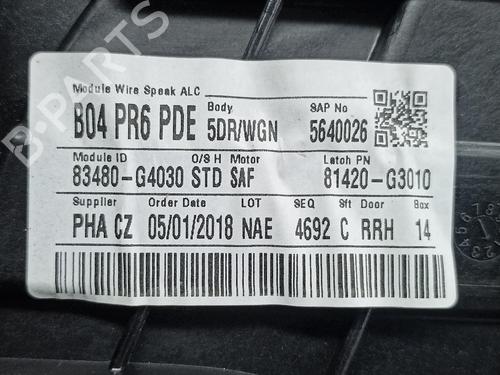 Module Wire Speak ALC
B04 PR6 PDE
Body
5DR/WGN
SAP No
5640026
Module ID
83480-G4030
O/S H
STD
Motor
SAF
Latch PN
81420-G3010
Supplier
PHA CZ
Order Date
05/01/2018
LOT
NAE
SEQ
4692
Sft
C
Door
RRH
Box
14
B-PARTS